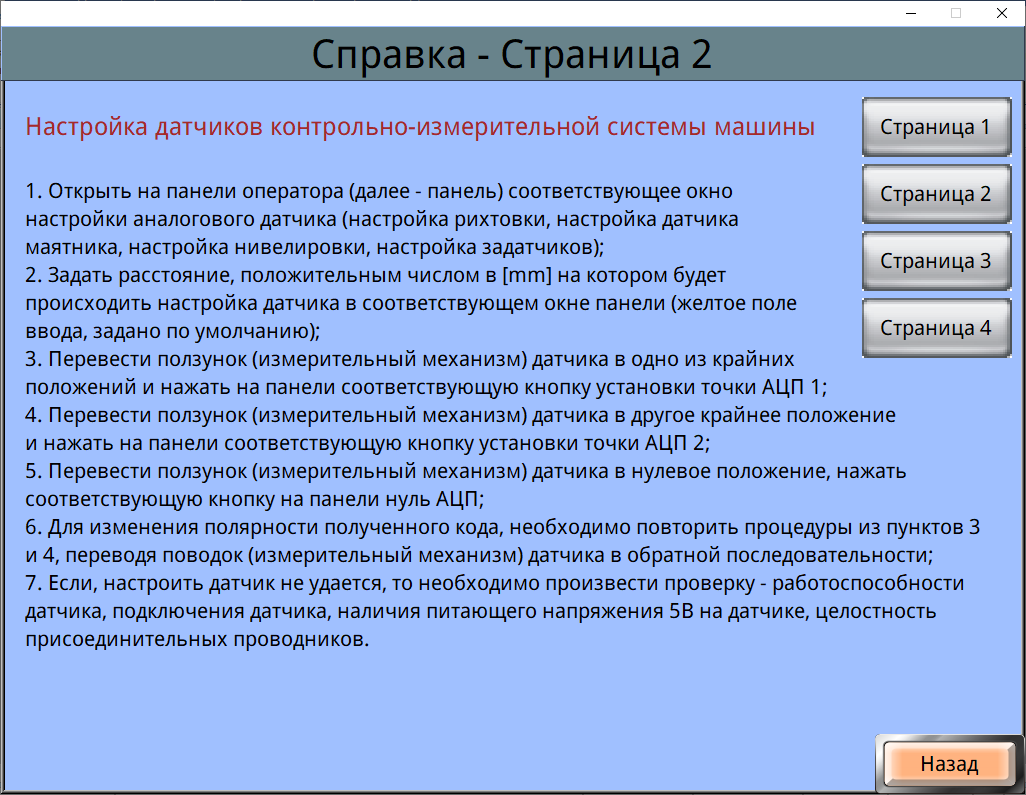 Справка - Страница 2
Настройка датчиков контрольно-измерительной системы машины
Страница 1
Страница 2
Страница 3
Страница 4
1. Открыть на панели оператора (далее - панель) соответствующее окно
настройки аналогового датчика (настройка рихтовки, настройка датчика
маятника, настройка нивелировки, настройка задатчиков);
2. Задать расстояние, положительным числом в [mm] на котором будет
происходить настройка датчика в соответствующем окне панели (желтое поле
ввода, задано по умолчанию);
3. Перевести ползунок (измерительный механизм) датчика в одно из крайних
положений и нажать на панели соответствующую кнопку установки точки АЦП 1;
4. Перевести ползунок (измерительный механизм) датчика в другое крайнее положение
и нажать на панели соответствующую кнопку установки точки АЦП 2;
5. Перевести ползунок (измерительный механизм) датчика в нулевое положение, нажать
соответствующую кнопку на панели нуль АЦП;
6. Для изменения полярности полученного кода, необходимо повторить процедуры из пунктов 3
и 4, переводя поводок (измерительный механизм) датчика в обратной последовательности;
7. Если, настроить датчик не удается, то необходимо произвести проверку - работоспособности
датчика, подключения датчика, наличия питающего напряжения 5В на датчике, целостность
присоединительных проводников.
Назад